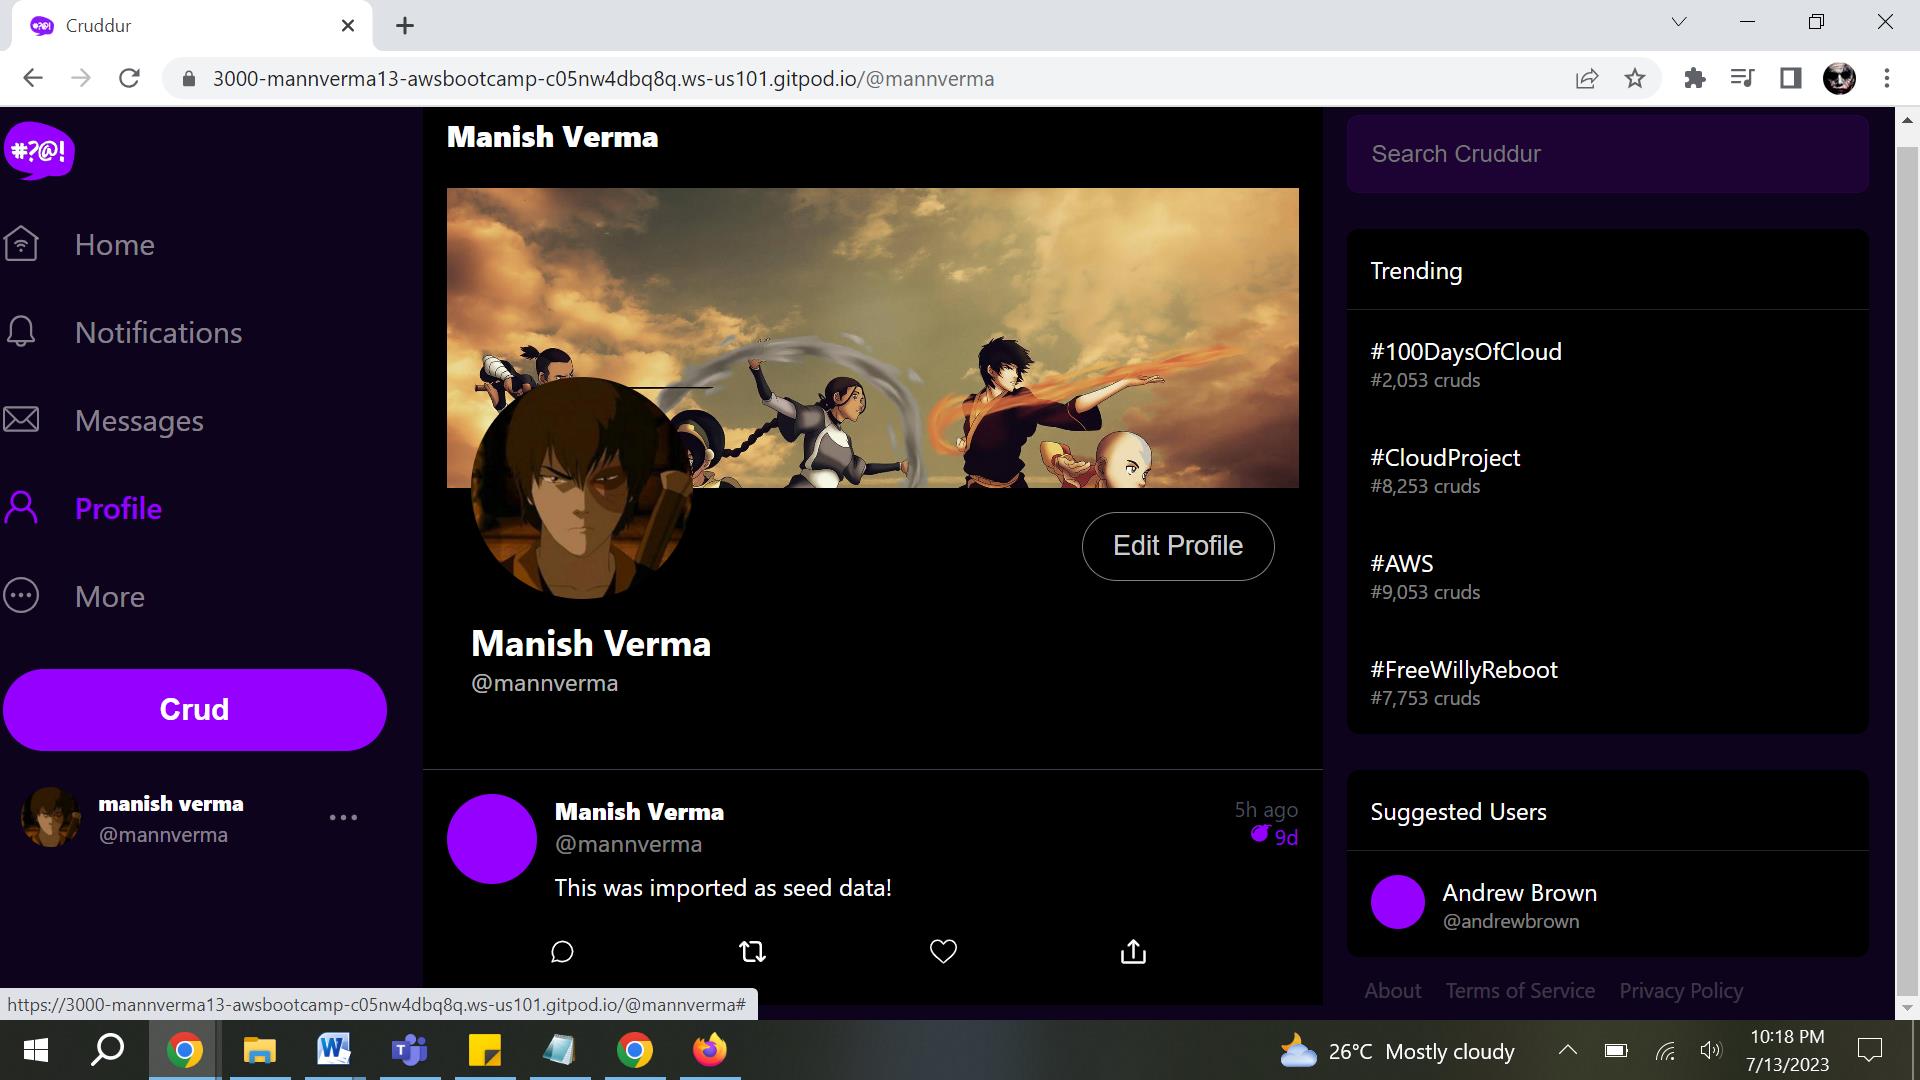 Cruddur
3000-mannverma13-awsbootcamp-c05nw4dbq8q.ws-us101.gitpod.io/@mannverma
#?@!
Home
Notifications
Messages
Profile
More
Crud
manish verma
@mannverma
Manish Verma
Edit Profile
Manish Verma
@mannverma
Manish Verma
5h ago
@mannverma
9d
This was imported as seed data!
Search Cruddur
Trending
#100DaysOfCloud
#2,053 cruds
#CloudProject
#8,253 cruds
#AWS
#9,053 cruds
#FreeWillyReboot
#7,753 cruds
Suggested Users
Andrew Brown
@andrewbrown
About Terms of Service Privacy Policy
https://3000-mannverma13-awsbootcamp-c05nw4dbq8q.ws-us101.gitpod.io/@mannverma#
26°C Mostly cloudy
10:18 PM
7/13/2023